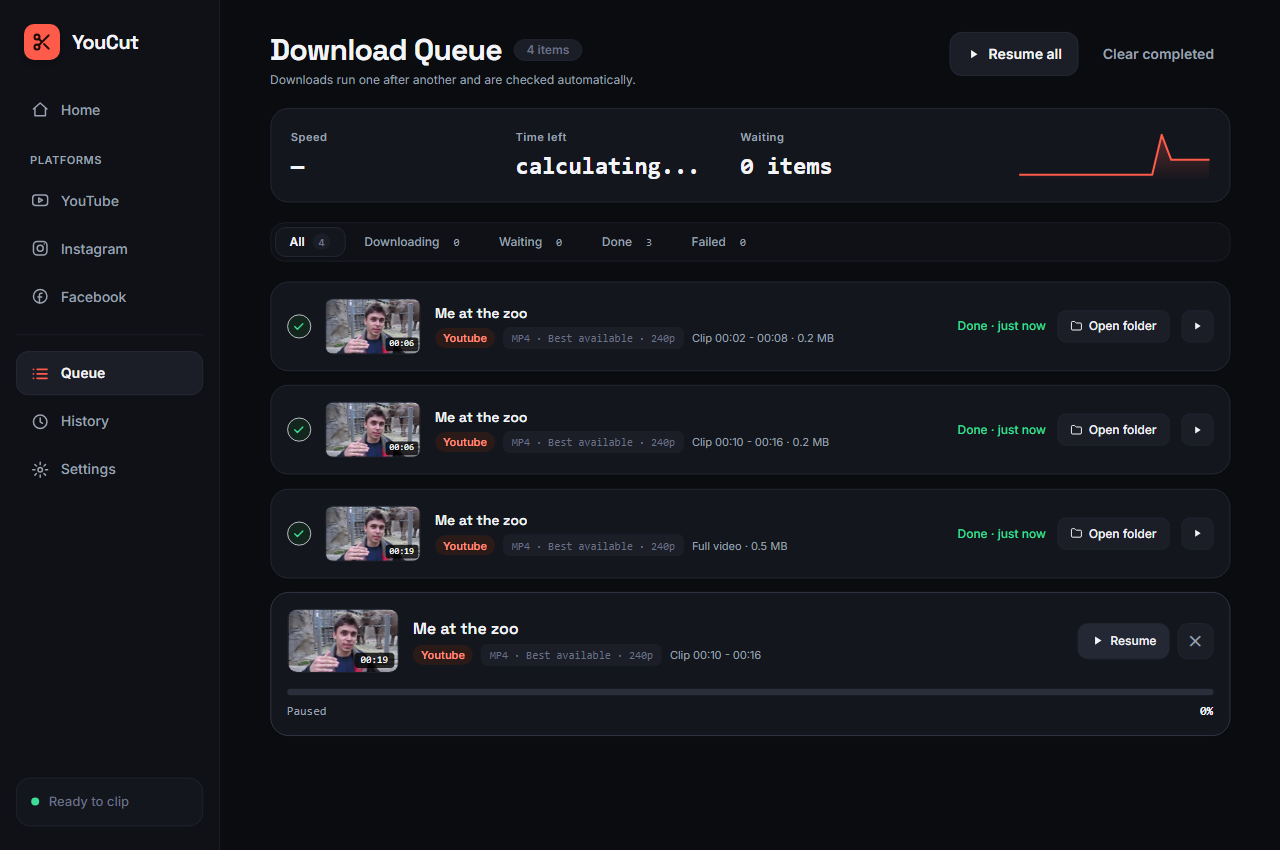 YouCut
Home
PLATFORMS
YouTube
Instagram
Facebook
Queue
History
Settings
Ready to clip
Download Queue 4 items
Downloads run one after another and are checked automatically.
Resume all Clear completed
Speed Time left Waiting
– calculating... 0 items
All 4 Downloading 0 Waiting 0 Done 3 Failed 0
00:06
Me at the zoo
Youtube MP4 · Best available · 240p Clip 00:02 - 00:08 · 0.2 MB
Done · just now Open folder
00:06
Me at the zoo
Youtube MP4 · Best available · 240p Clip 00:10 - 00:16 · 0.2 MB
Done · just now Open folder
00:19
Me at the zoo
Youtube MP4 · Best available · 240p Full video · 0.5 MB
Done · just now Open folder
00:19
Me at the zoo
Youtube MP4 · Best available · 240p Clip 00:10 - 00:16
Resume
Paused 0%